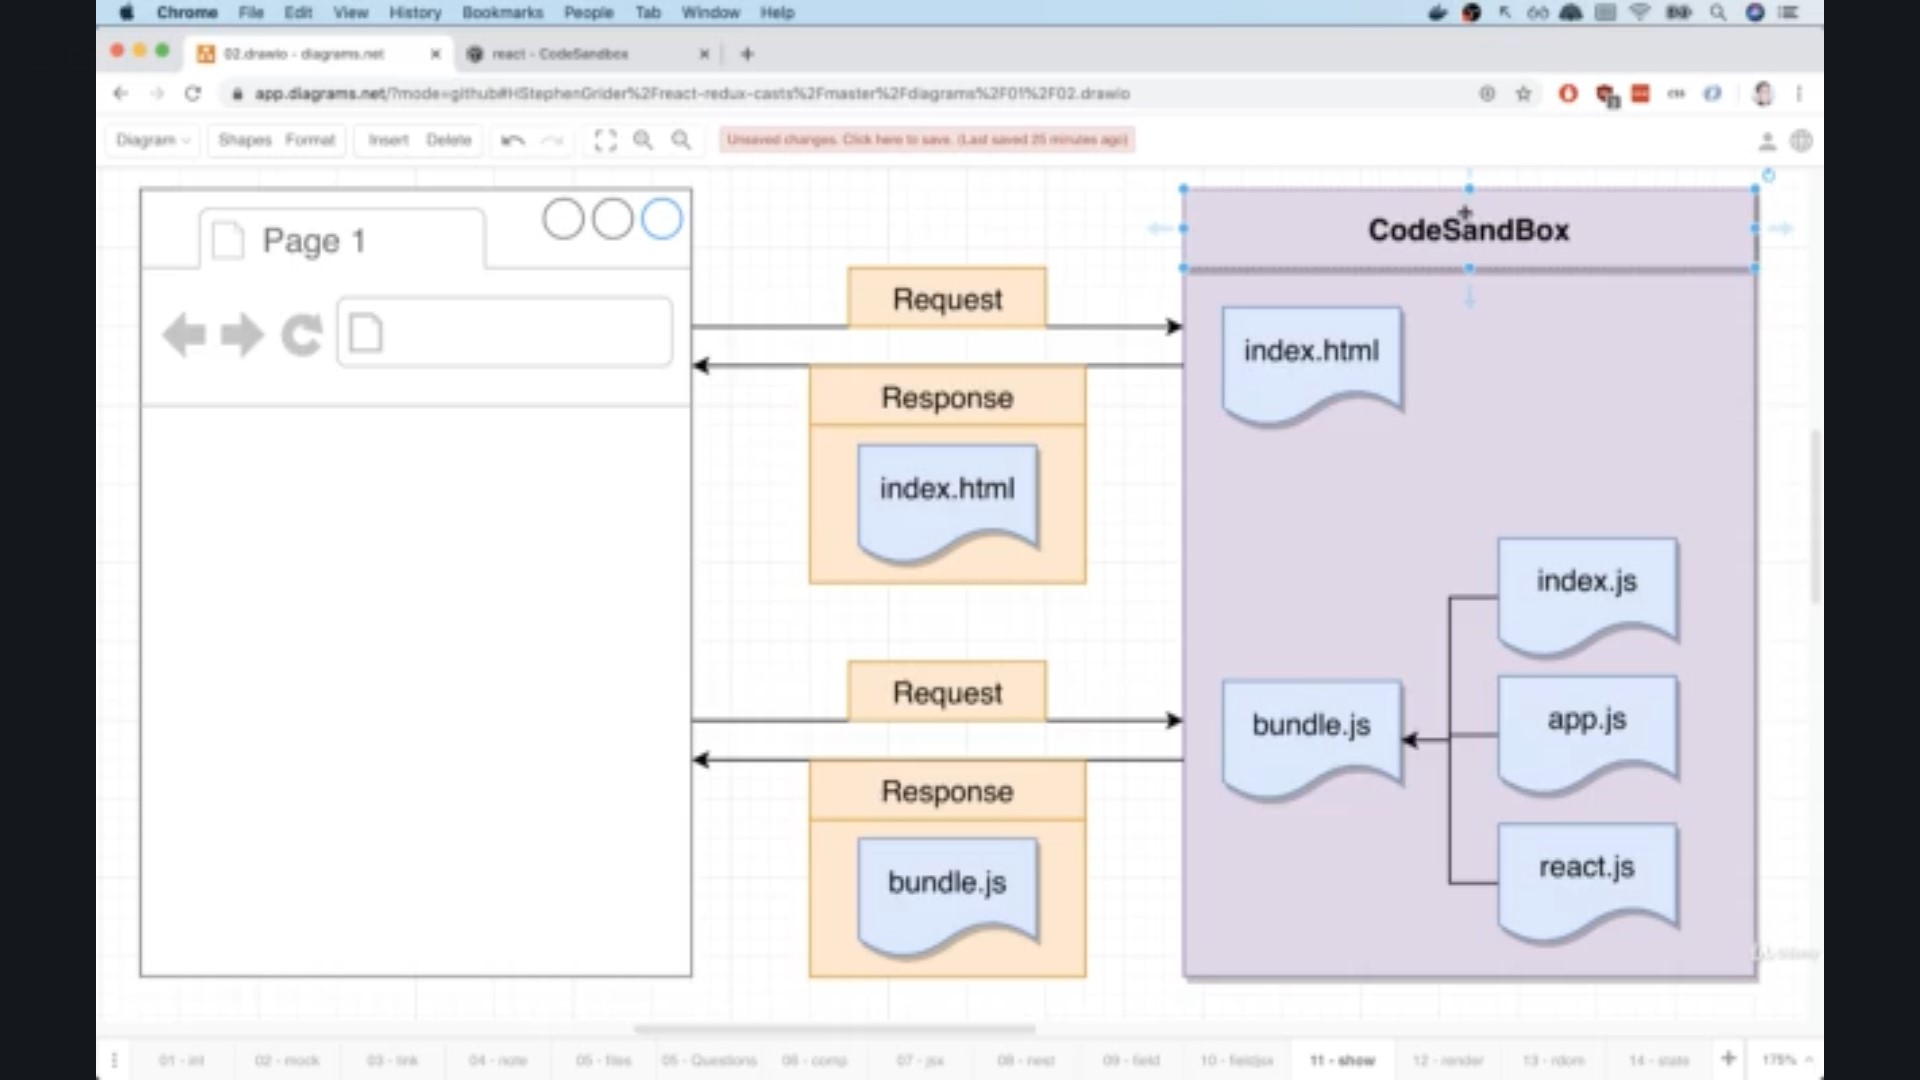 Chrome File Edit View History Bookmarks People Tab Window Help
02.drawio - diagrams.net
react - CodeSandbox
app.diagrams.net/?mode=github#HStephenGrider%2Freact-redux-casts%2Fmaster%2Fdiagrams%2F01%2F02.drawio
Diagram Shapes Format Insert Delete
Unsaved changes. Click here to save. (Last saved 25 minutes ago)
Page 1
CodeSandBox
Request
index.html
Response
index.html
index.js
Request
bundle.js
app.js
Response
bundle.js
react.js
01 - int 02 - mock 03 - link 04 - note 05 - files 05 - Questions 06 - comp 07 - jsx 08 - nest 09 - field 10 - fieldjsx 11 - show 12 - render 13 - rdom 14 - state 175%